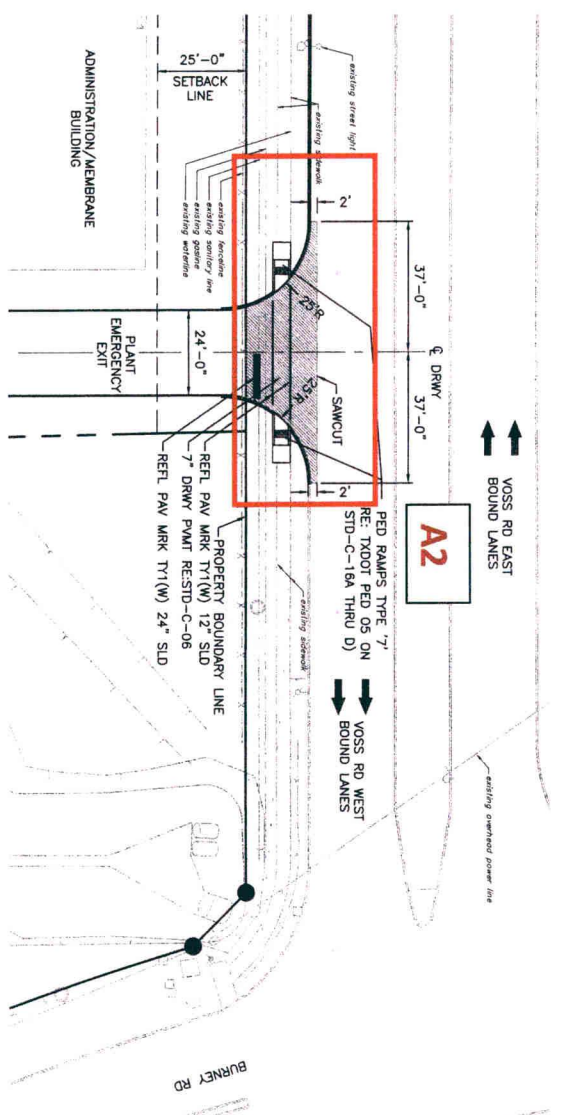 VOSS RD EAST
BOUND LANES
A2
VOSS RD WEST
BOUND LANES
existing overhead power line
℄ DRWY
37'-0"
37'-0"
2'
2'
SAWCUT
25'R
25'R
PED RAMPS TYPE '7'
RE: TXDOT PED 05 ON
STD-C-16A THRU D)
existing street light
existing sidewalk
existing sidewalk
25'-0"
SETBACK
LINE
existing fenceline
existing sanitary line
existing gasline
existing waterline
ADMINISTRATION/MEMBRANE
BUILDING
24'-0"
PLANT
EMERGENCY
EXIT
PROPERTY BOUNDARY LINE
REFL PAV MRK TY1(W) 12" SLD
7" DRWY PVMT RE:STD-C-06
REFL PAV MRK TY1(W) 24" SLD
BURNEY RD